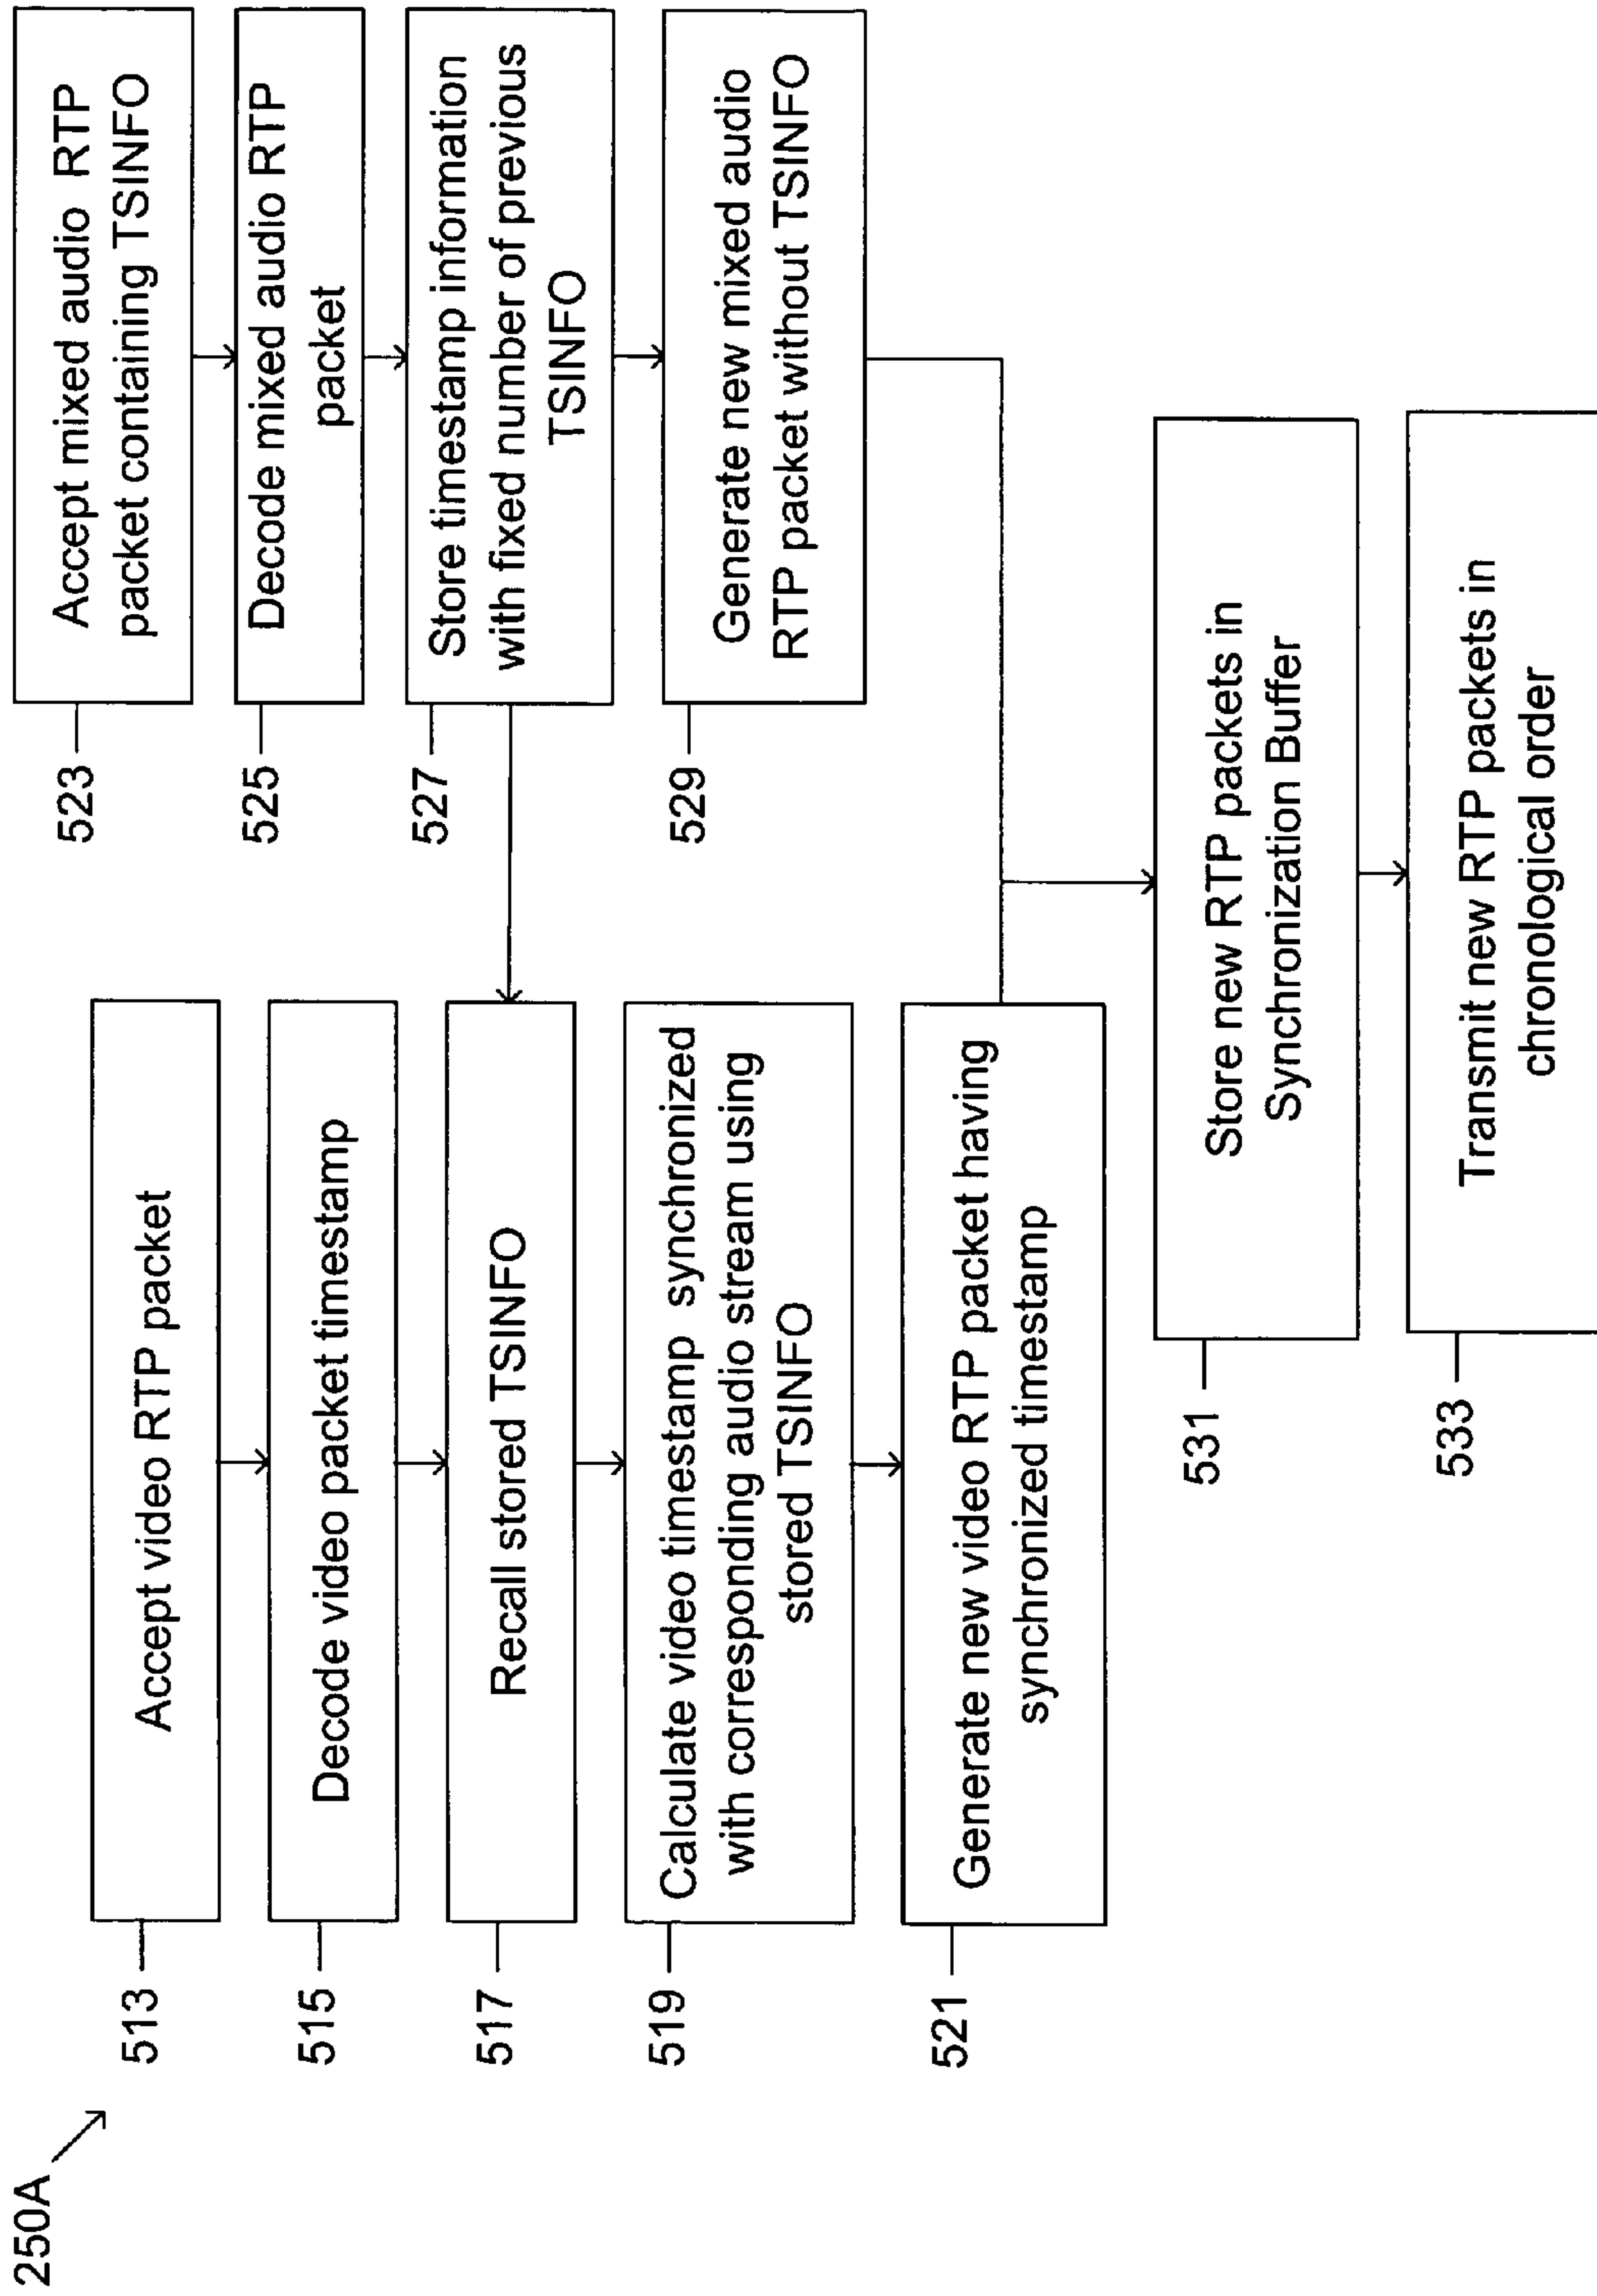 250A
513
Accept video RTP packet
515
Decode video packet timestamp
517
Recall stored TSINFO
519
Calculate video timestamp synchronized
with corresponding audio stream using
stored TSINFO
521
Generate new video RTP packet having
synchronized timestamp
523
Accept mixed audio RTP
packet containing TSINFO
525
Decode mixed audio RTP
packet
527
Store timestamp information
with fixed number of previous
TSINFO
529
Generate new mixed audio
RTP packet without TSINFO
531
Store new RTP packets in
Synchronization Buffer
533
Transmit new RTP packets in
chronological order